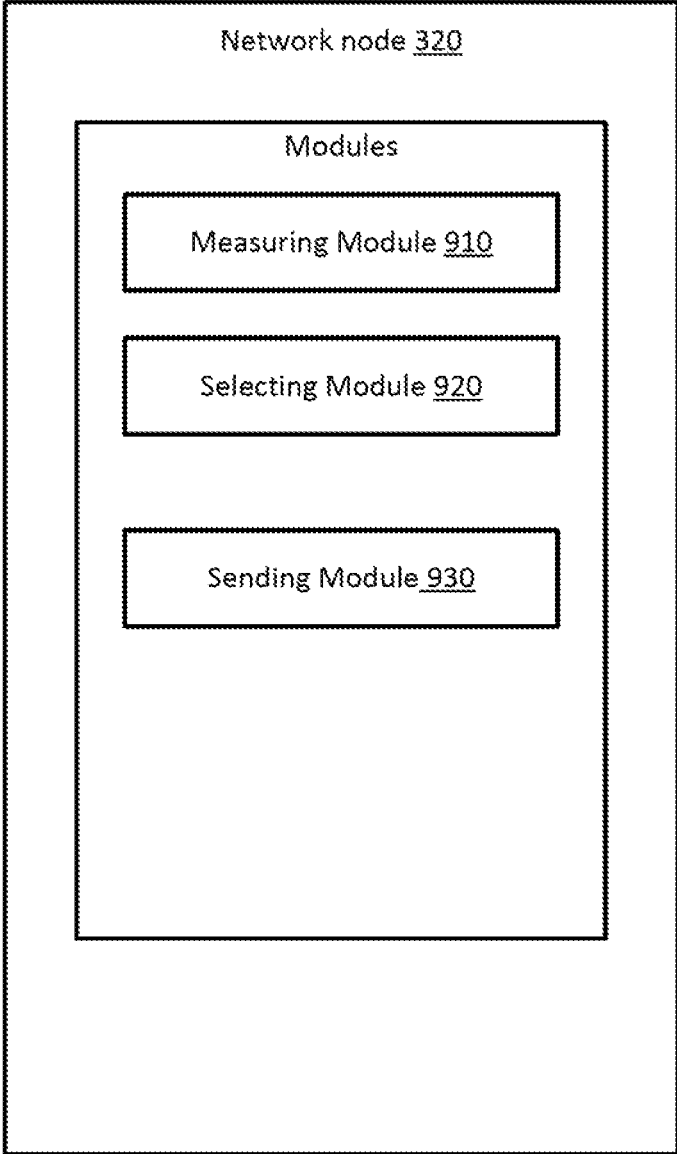 Network node 320
Modules
Measuring Module 910
Selecting Module 920
Sending Module 930